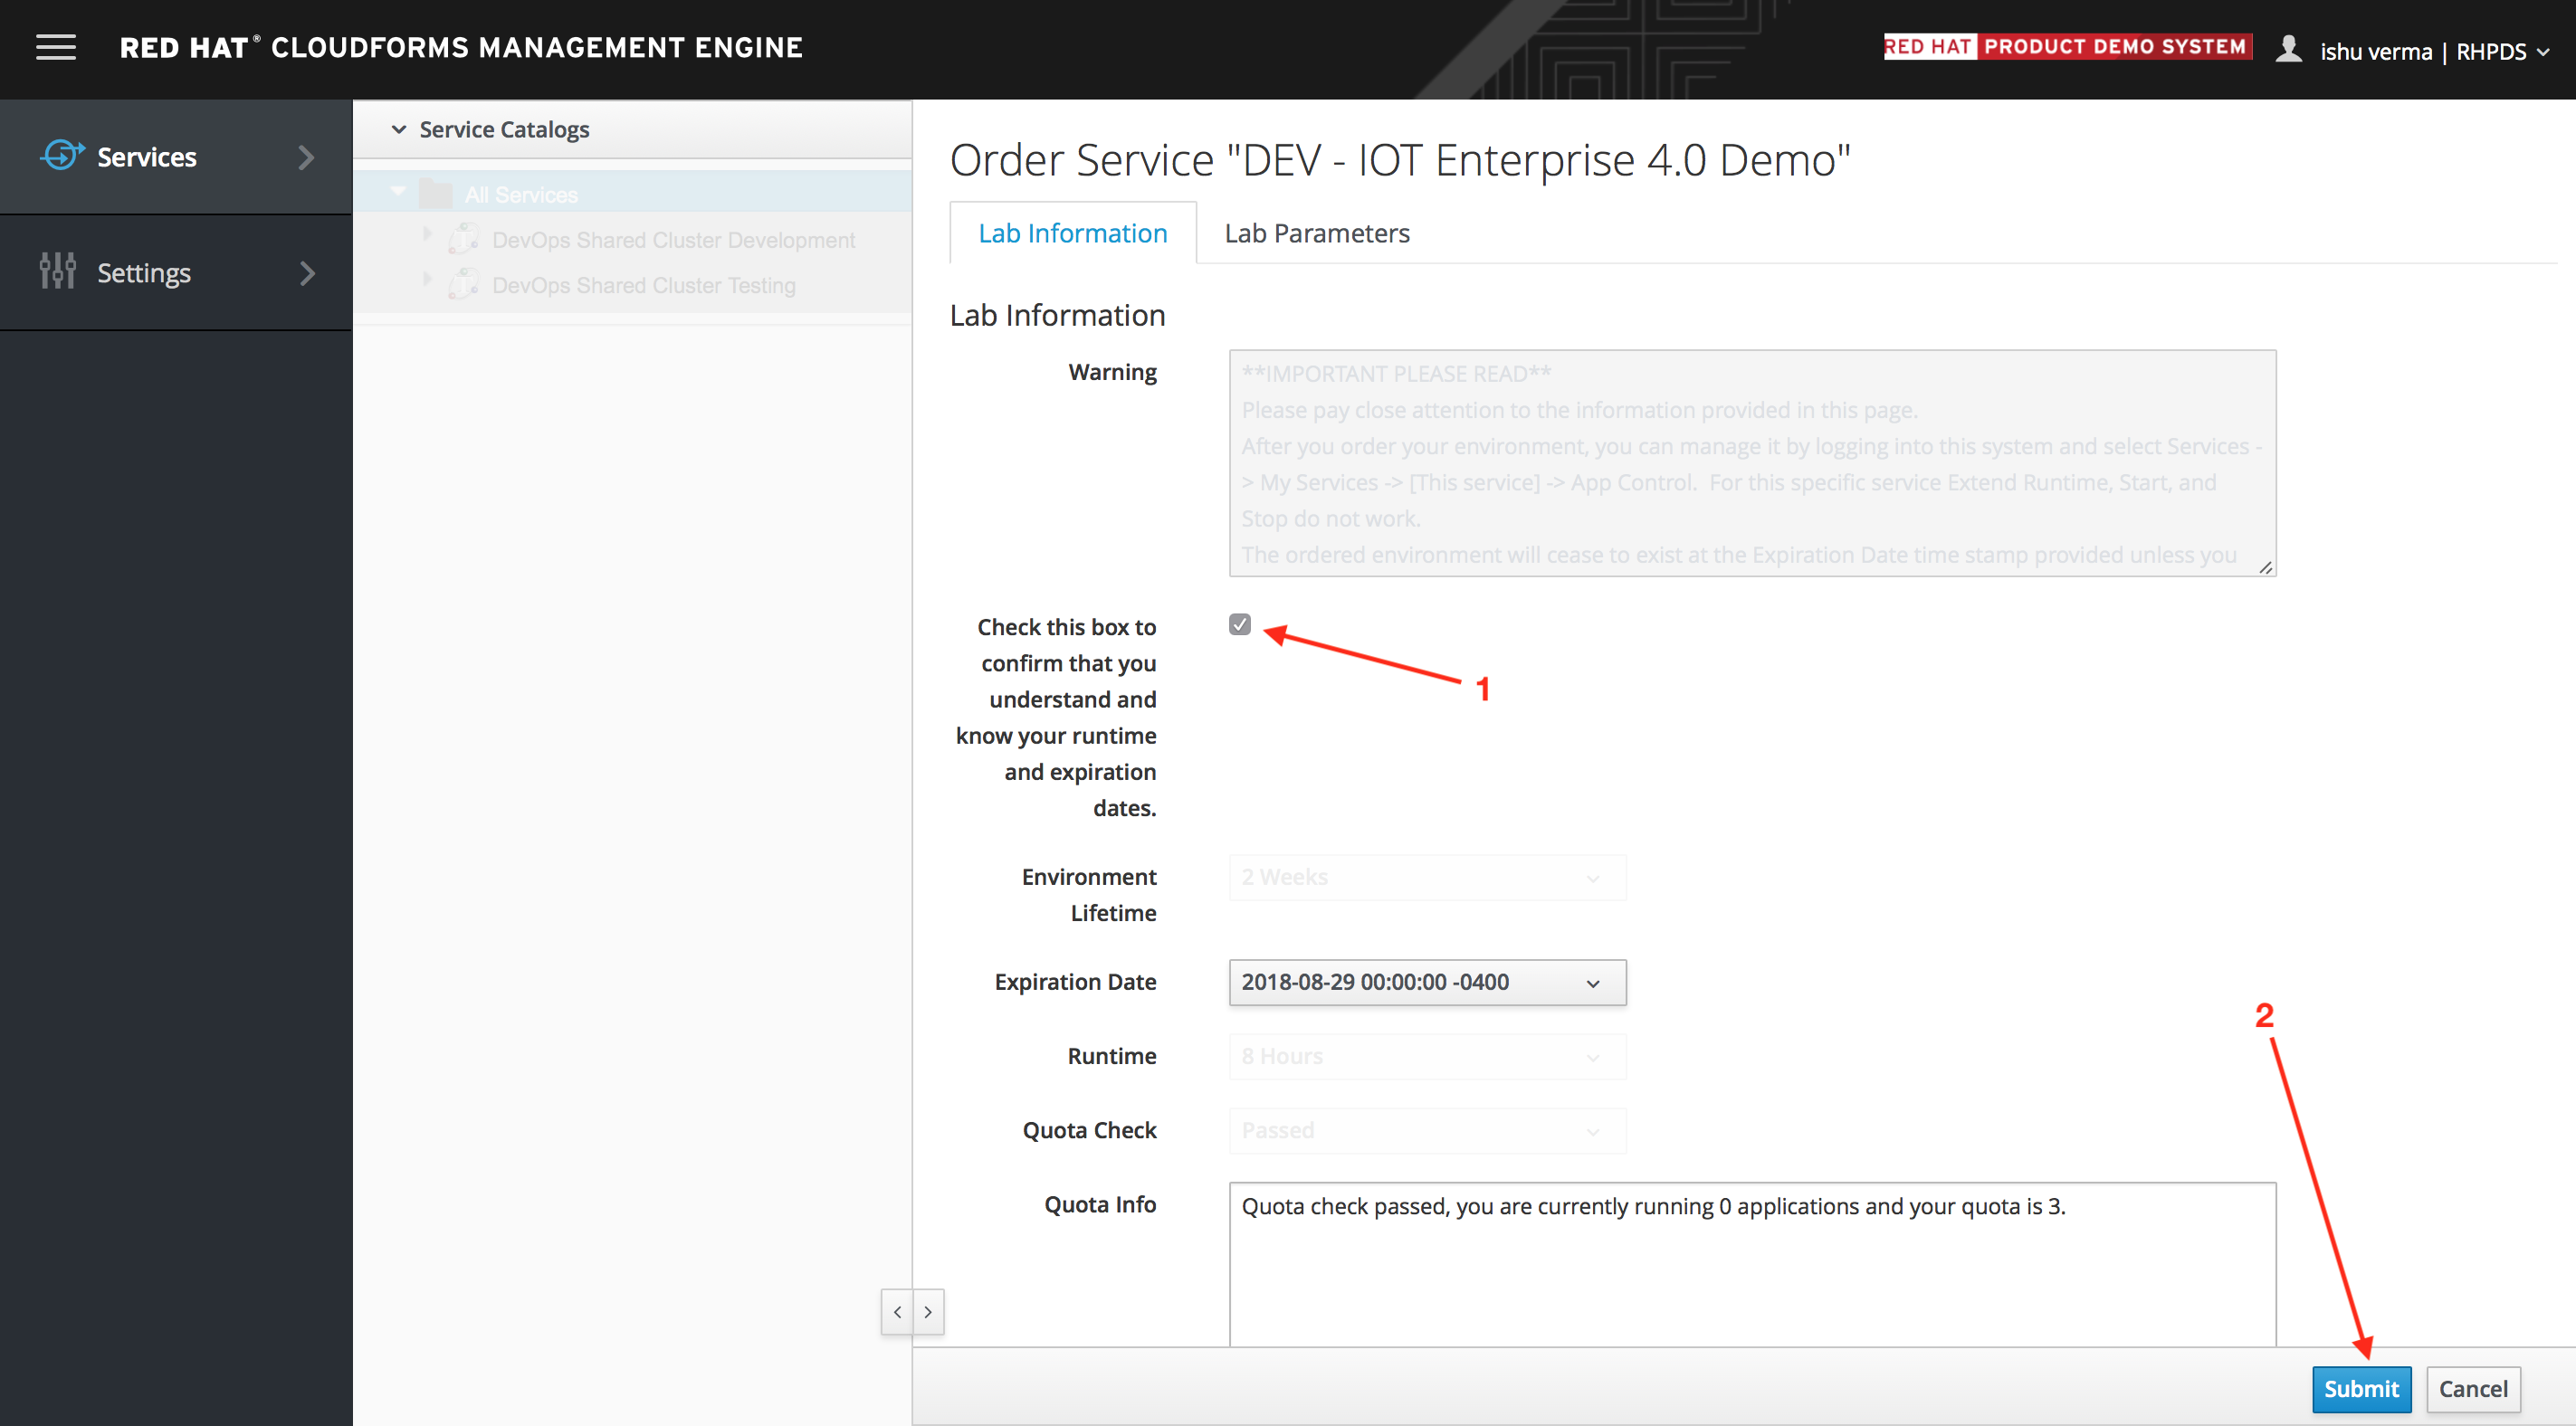 RED HAT® CLOUDFORMS MANAGEMENT ENGINE
RED HAT PRODUCT DEMO SYSTEM
ishu verma | RHPDS
Services
Settings
Service Catalogs
All Services
DevOps Shared Cluster Development
DevOps Shared Cluster Testing
Order Service "DEV - IOT Enterprise 4.0 Demo"
Lab Information
Lab Parameters
Lab Information
Warning
**IMPORTANT PLEASE READ**
Please pay close attention to the information provided in this page.
After you order your environment, you can manage it by logging into this system and select Services -
> My Services -> [This service] -> App Control.  For this specific service Extend Runtime, Start, and
Stop do not work.
The ordered environment will cease to exist at the Expiration Date time stamp provided unless you
Check this box to
confirm that you
understand and
know your runtime
and expiration
dates.
1
Environment
Lifetime
2 Weeks
Expiration Date
2018-08-29 00:00:00 -0400
2
Runtime
8 Hours
Quota Check
Passed
Quota Info
Quota check passed, you are currently running 0 applications and your quota is 3.
Submit
Cancel